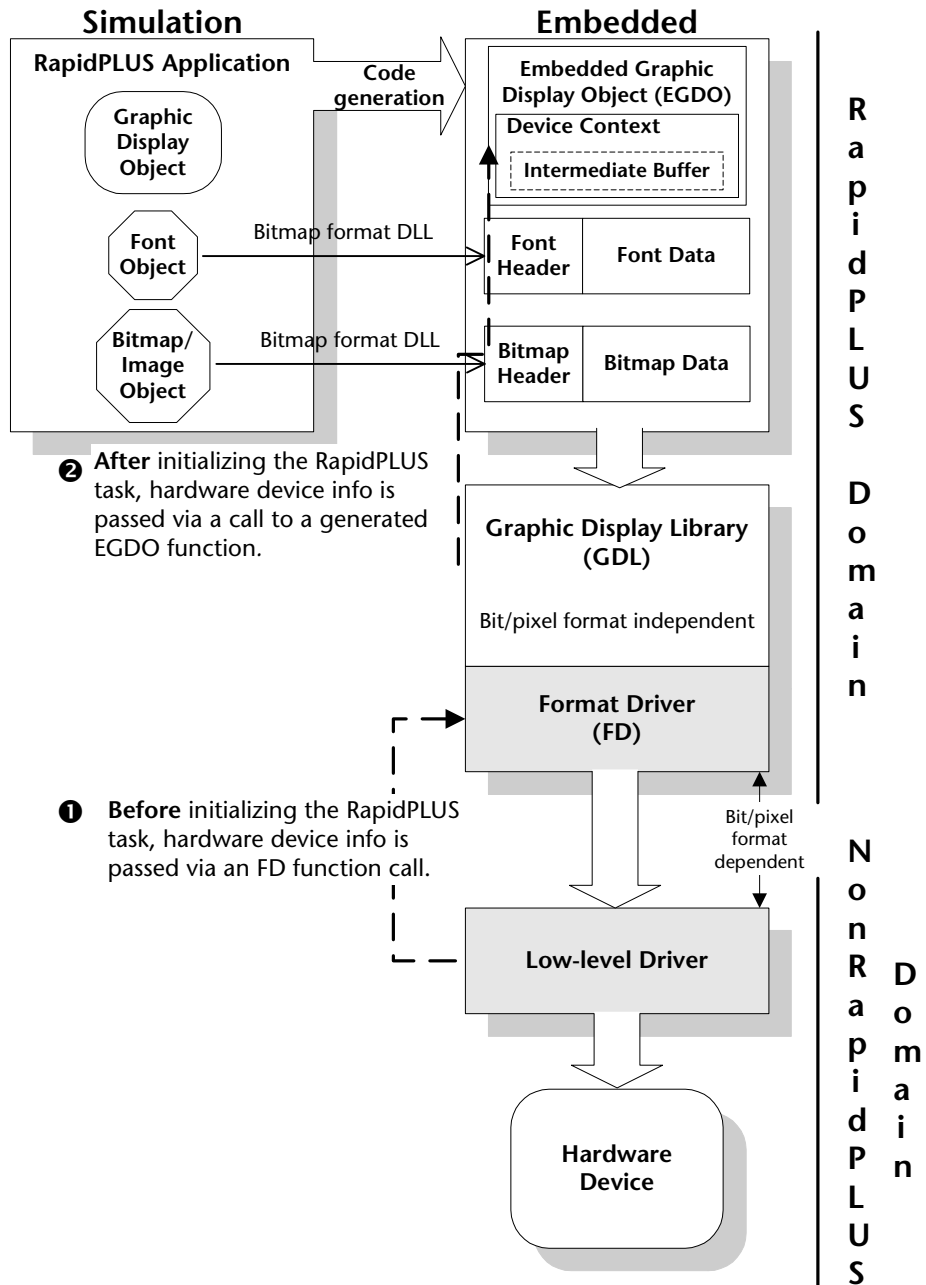 Simulation
Embedded
RapidPLUS Application
Code
generation
Graphic
Display
Object
Font
Object
Bitmap/
Image
Object
Bitmap format DLL
Bitmap format DLL
Embedded Graphic
Display Object (EGDO)
Device Context
Intermediate Buffer
Font
Header
Font Data
Bitmap
Header
Bitmap Data
❷ After initializing the RapidPLUS
task, hardware device info is
passed via a call to a generated
EGDO function.
Graphic Display Library
(GDL)
Bit/pixel format independent
Format Driver
(FD)
❶ Before initializing the RapidPLUS
task, hardware device info is
passed via an FD function call.
Bit/pixel
format
dependent
Low-level Driver
Hardware
Device
RapidPLUS Domain
NonRapidPLUS
Domain